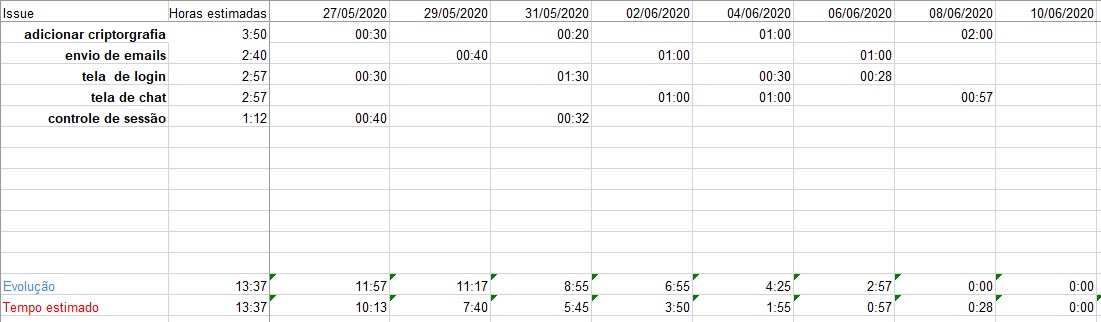 Issue Horas estimadas 27/05/2020 29/05/2020 31/05/2020 02/06/2020 04/06/2020 06/06/2020 08/06/2020 10/06/2020
adicionar criptorgrafia 3:50 00:30 00:20 01:00 02:00
envio de emails 2:40 00:40 01:00 01:00
tela de login 2:57 00:30 01:30 00:30 00:28
tela de chat 2:57 01:00 01:00 00:57
controle de sessão 1:12 00:40 00:32
Evolução 13:37 11:57 11:17 8:55 6:55 4:25 2:57 0:00 0:00
Tempo estimado 13:37 10:13 7:40 5:45 3:50 1:55 0:57 0:28 0:00